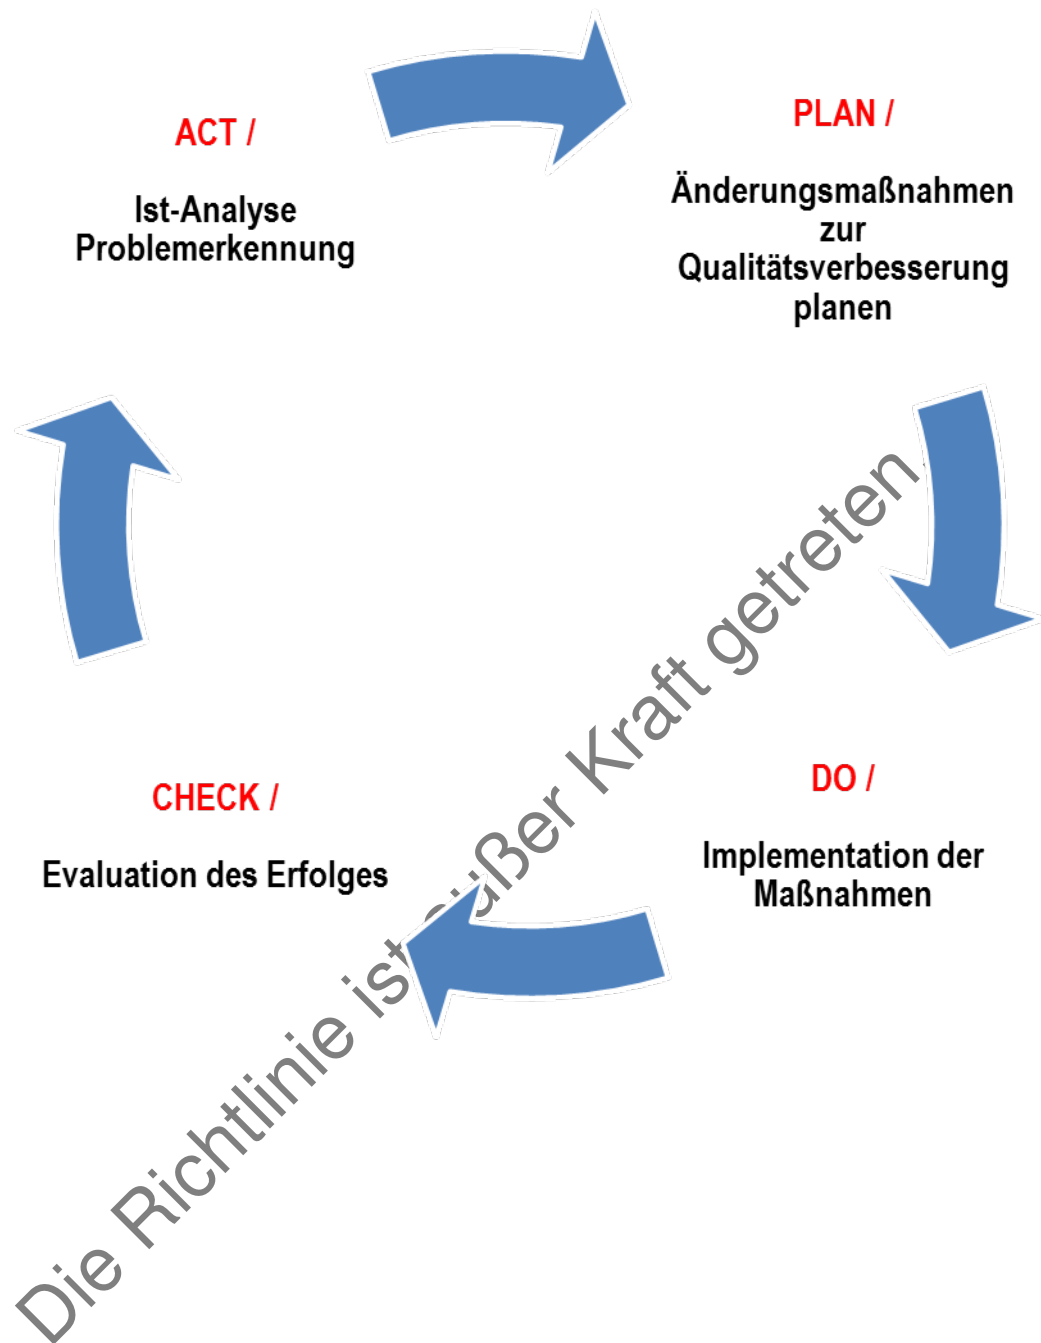 ACT /
Ist-Analyse
Problemerkennung
PLAN /
Änderungsmaßnahmen
zur
Qualitätsverbesserung
planen
CHECK /
Evaluation des Erfolges
DO /
Implementation der
Maßnahmen
Die Richtlinie ist außer Kraft getreten.